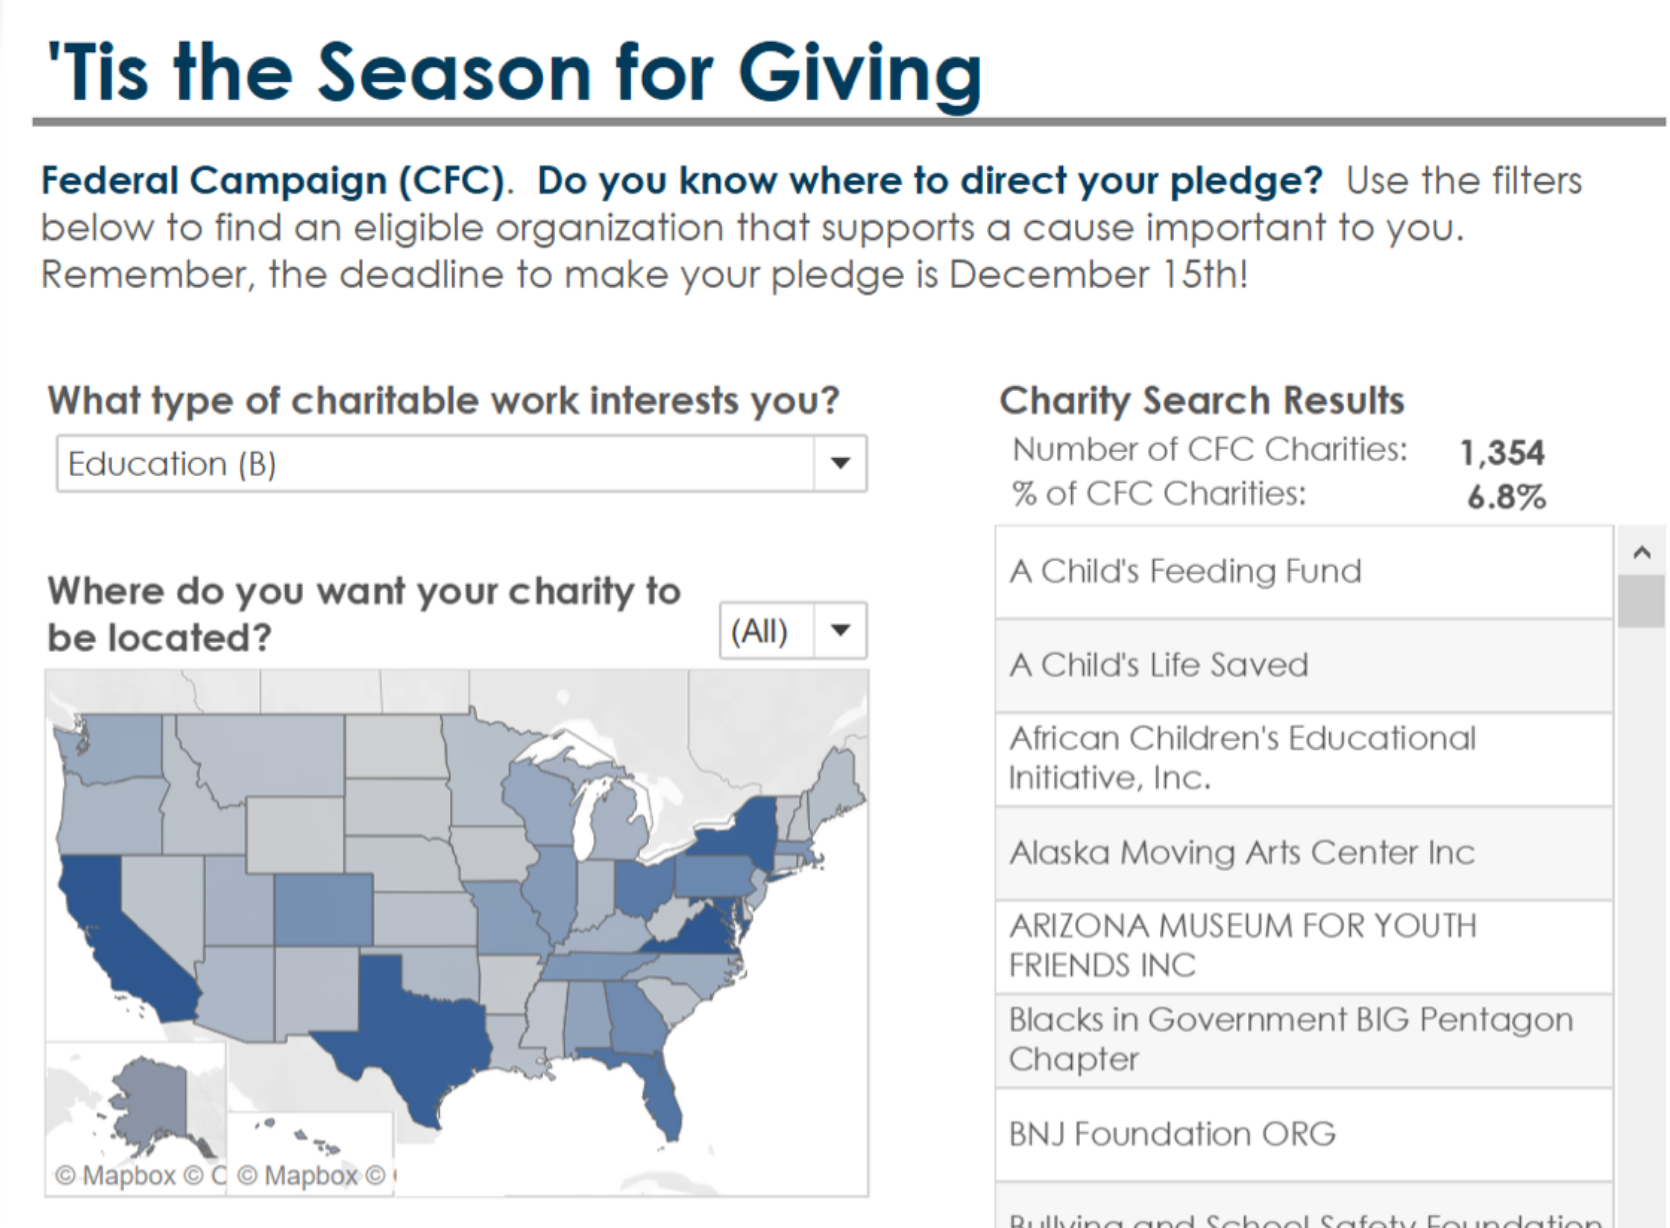 'Tis the Season for Giving
Federal Campaign (CFC). Do you know where to direct your pledge? Use the filters
below to find an eligible organization that supports a cause important to you.
Remember, the deadline to make your pledge is December 15th!
What type of charitable work interests you?
Education (B)
Where do you want your charity to
be located?
(All)
© Mapbox © C
© Mapbox ©
Charity Search Results
Number of CFC Charities: 1,354
% of CFC Charities: 6.8%
A Child's Feeding Fund
A Child's Life Saved
African Children's Educational
Initiative, Inc.
Alaska Moving Arts Center Inc
ARIZONA MUSEUM FOR YOUTH
FRIENDS INC
Blacks in Government BIG Pentagon
Chapter
BNJ Foundation ORG
Bullying and School Safety Foundation